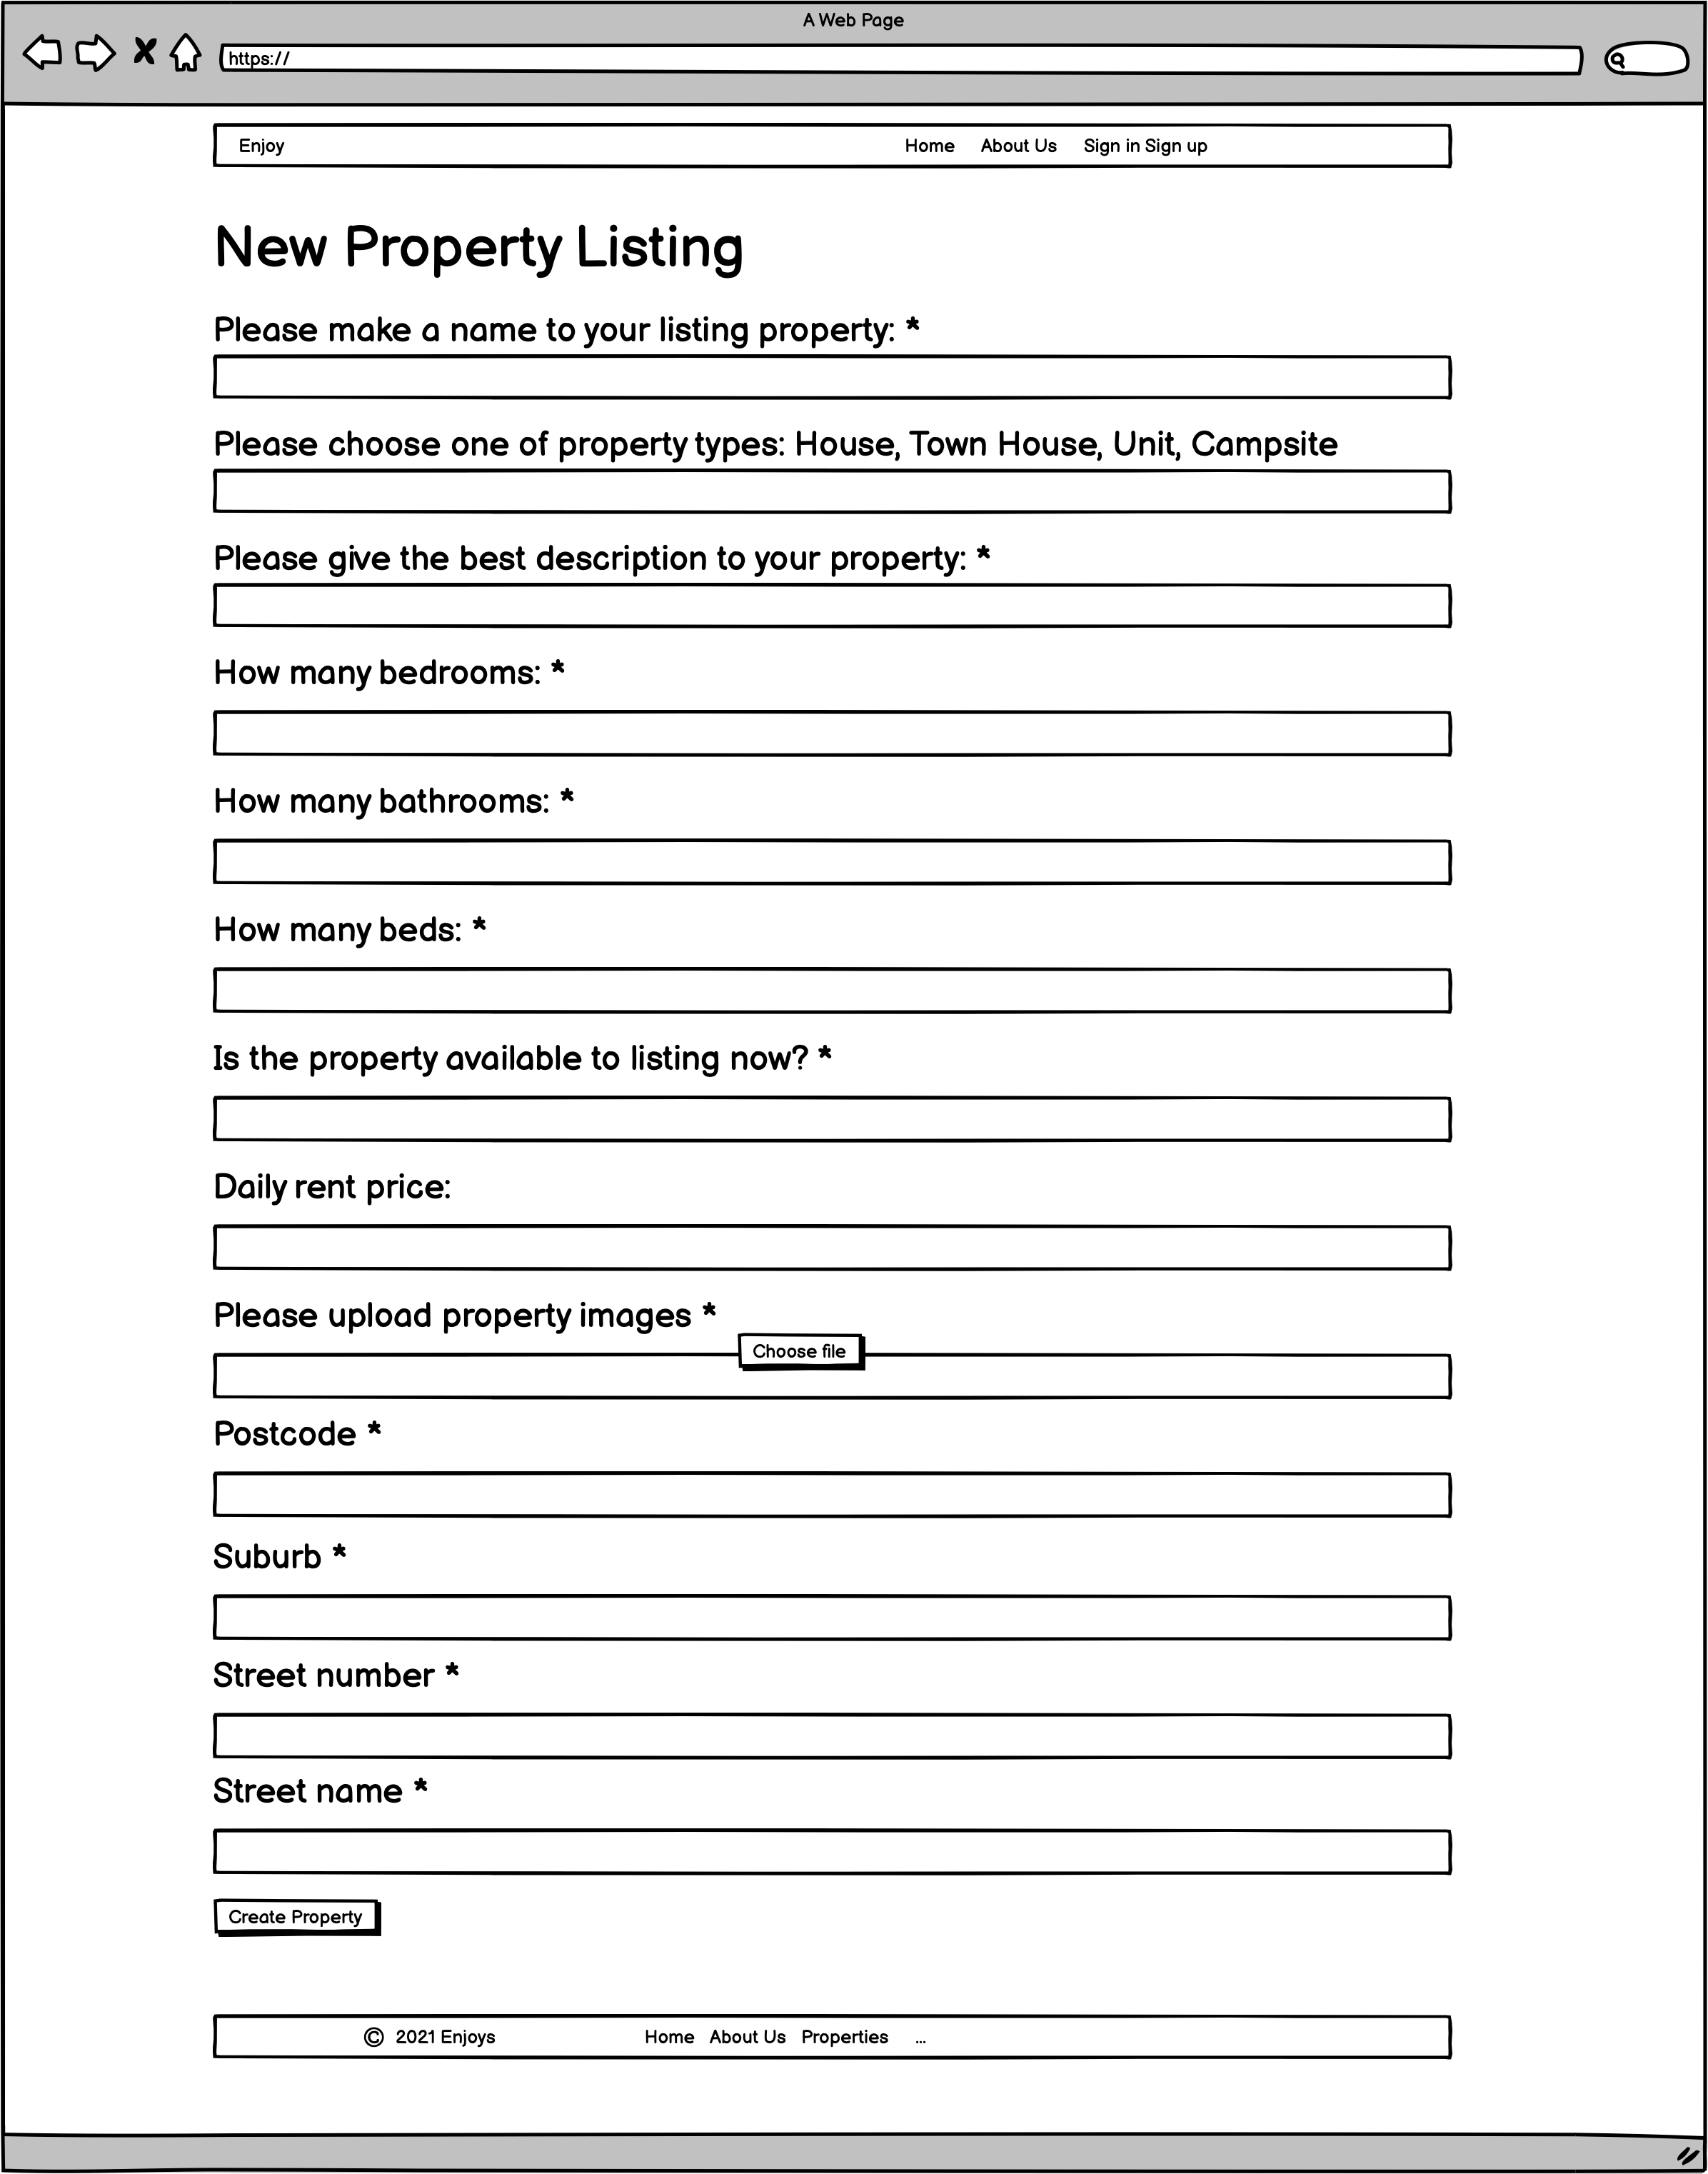 A Web Page
https://
Enjoy Home About Us Sign in Sign up
New Property Listing
Please make a name to your listing property: *
Please choose one of property types: House, Town House, Unit, Campsite
Please give the best description to your property: *
How many bedrooms: *
How many bathrooms: *
How many beds: *
Is the property available to listing now? *
Daily rent price:
Please upload property images *
Choose file
Postcode *
Suburb *
Street number *
Street name *
Create Property
© 2021 Enjoys Home About Us Properties ...